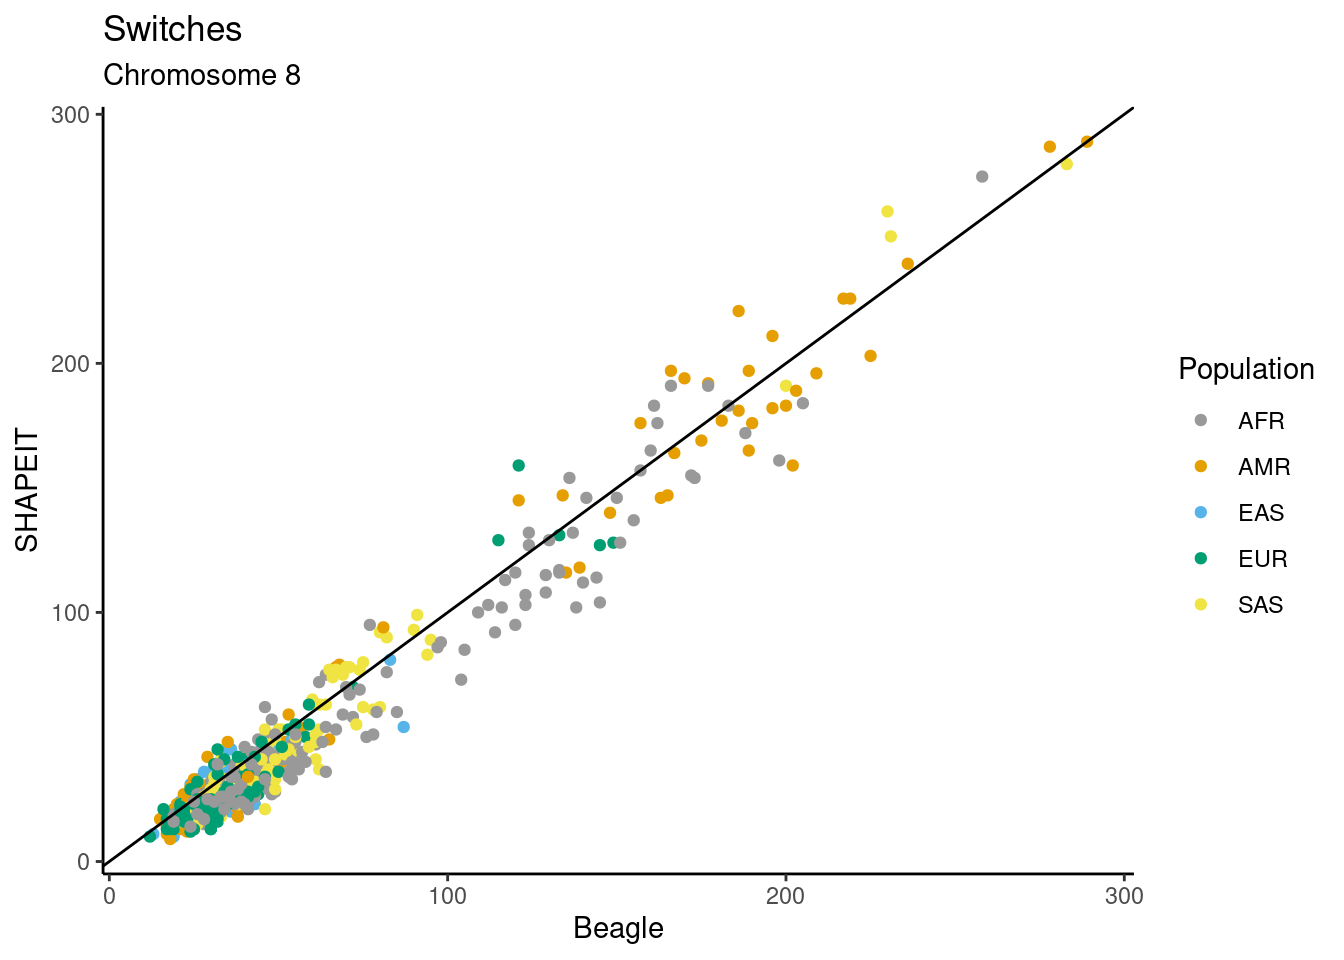 Switches
Chromosome 8
300
200
100
0
SHAPEIT
0
100
200
300
Beagle
Population
AFR
AMR
EAS
EUR
SAS